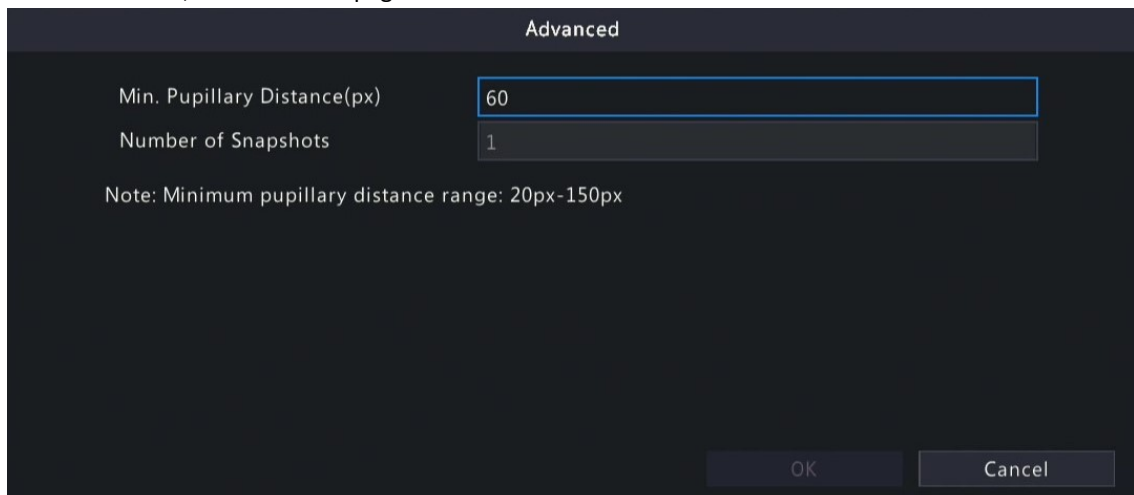 Advanced
Min. Pupillary Distance(px) 60
Number of Snapshots 1
Note: Minimum pupillary distance range: 20px-150px
OK Cancel